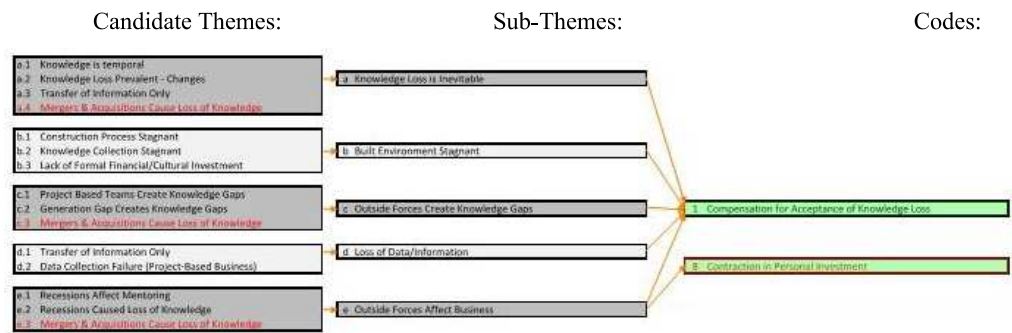 Candidate Themes: Sub-Themes: Codes:
a.1 Knowledge is temporal
a.2 Knowledge Loss Prevalent - Changes
a.3 Transfer of Information Only
a.4 Mergers & Acquisitions Cause Loss of Knowledge
a Knowledge Loss is Inevitable
b.1 Construction Process Stagnant
b.2 Knowledge Collection Stagnant
b.3 Lack of Formal Financial/Cultural Investment
b Built Environment Stagnant
c.1 Project Based Teams Create Knowledge Gaps
c.2 Generation Gap Creates Knowledge Gaps
c.3 Mergers & Acquisitions Cause Loss of Knowledge
c Outside Forces Create Knowledge Gaps
1 Compensation for Acceptance of Knowledge Loss
d.1 Transfer of Information Only
d.2 Data Collection Failure (Project-Based Business)
d Loss of Data/Information
8 Contraction in Personal Investment
e.1 Recessions Affect Mentoring
e.2 Recessions Caused Loss of Knowledge
e.3 Mergers & Acquisitions Cause Loss of Knowledge
e Outside Forces Affect Business